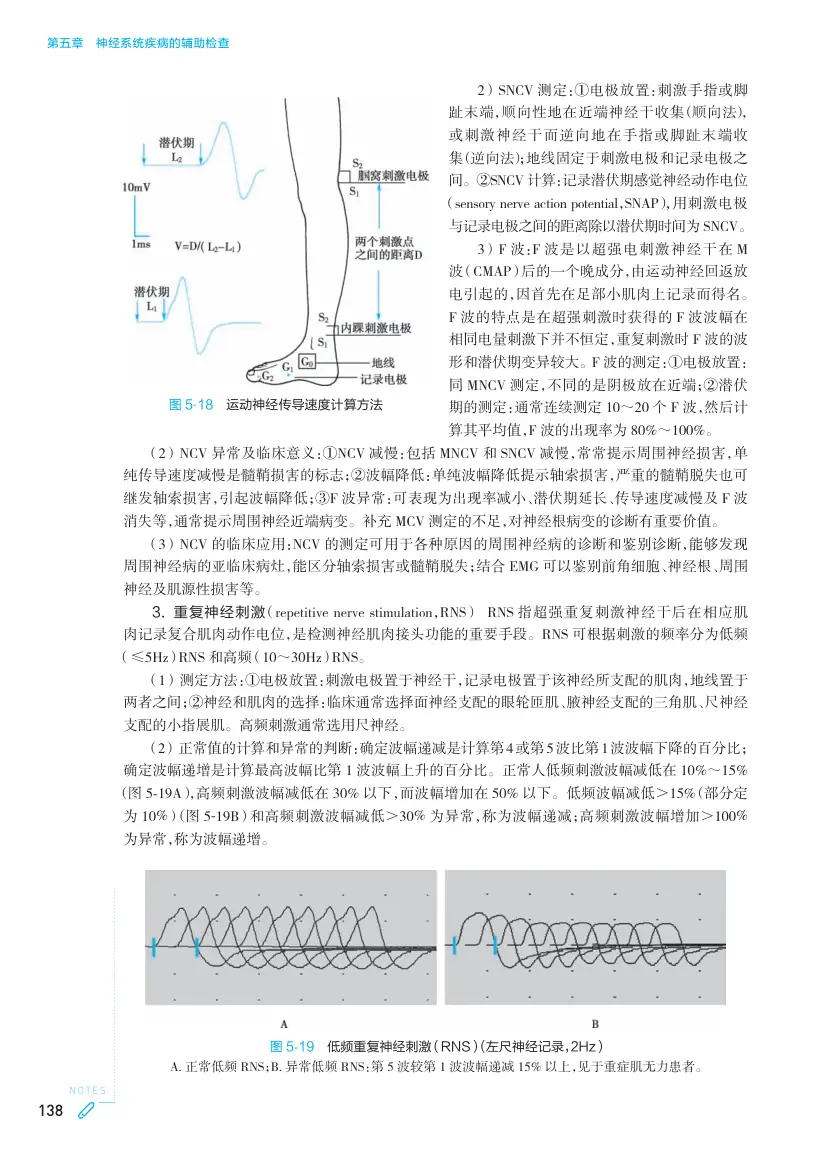 第五章 神经系统疾病的辅助检查
潜伏期
L₂
10mV
1ms
V=D/( L₂-L₁ )
潜伏期
L₁
S₂
腘窝刺激电极
S₁
两个刺激点
之间的距离D
S₂
内踝刺激电极
S₁
G₀
G₁
G₂
地线
记录电极
图 5-18 运动神经传导速度计算方法
2）SNCV 测定:①电极放置:刺激手指或脚
趾末端,顺向性地在近端神经干收集(顺向法),
或刺激神经干而逆向地在手指或脚趾末端收
集(逆向法);地线固定于刺激电极和记录电极之
间。②SNCV 计算:记录潜伏期感觉神经动作电位
（sensory nerve action potential,SNAP）,用刺激电极
与记录电极之间的距离除以潜伏期时间为 SNCV。
3）F 波:F 波是以超强电刺激神经干在 M
波(CMAP)后的一个晚成分,由运动神经回返放
电引起的,因首先在足部小肌肉上记录而得名。
F 波的特点是在超强刺激时获得的 F 波波幅在
相同电量刺激下并不恒定,重复刺激时 F 波的波
形和潜伏期变异较大。F 波的测定:①电极放置:
同 MNCV 测定,不同的是阴极放在近端;②潜伏
期的测定:通常连续测定 10～20 个 F 波,然后计
算其平均值,F 波的出现率为 80%～100%。
（2）NCV 异常及临床意义:①NCV 减慢:包括 MNCV 和 SNCV 减慢,常常提示周围神经损害,单
纯传导速度减慢是髓鞘损害的标志;②波幅降低:单纯波幅降低提示轴索损害,严重的髓鞘脱失也可
继发轴索损害,引起波幅降低;③F 波异常:可表现为出现率减小、潜伏期延长、传导速度减慢及 F 波
消失等,通常提示周围神经近端病变。补充 MCV 测定的不足,对神经根病变的诊断有重要价值。
（3）NCV 的临床应用:NCV 的测定可用于各种原因的周围神经病的诊断和鉴别诊断,能够发现
周围神经病的亚临床病灶,能区分轴索损害或髓鞘脱失;结合 EMG 可以鉴别前角细胞、神经根、周围
神经及肌源性损害等。
3. 重复神经刺激（repetitive nerve stimulation,RNS） RNS 指超强重复刺激神经干后在相应肌
肉记录复合肌肉动作电位,是检测神经肌肉接头功能的重要手段。RNS 可根据刺激的频率分为低频
（≤5Hz）RNS 和高频（10～30Hz）RNS。
（1）测定方法:①电极放置:刺激电极置于神经干,记录电极置于该神经所支配的肌肉,地线置于
两者之间;②神经和肌肉的选择:临床通常选择面神经支配的眼轮匝肌、腋神经支配的三角肌、尺神经
支配的小指展肌。高频刺激通常选用尺神经。
（2）正常值的计算和异常的判断:确定波幅递减是计算第4或第5波比第1波波幅下降的百分比;
确定波幅递增是计算最高波幅比第 1 波波幅上升的百分比。正常人低频刺激波幅减低在 10%～15%
(图 5-19A),高频刺激波幅减低在 30% 以下,而波幅增加在 50% 以下。低频波幅减低＞15%(部分定
为 10%)(图 5-19B)和高频刺激波幅减低＞30% 为异常,称为波幅递减;高频刺激波幅增加＞100%
为异常,称为波幅递增。
A
B
图 5-19 低频重复神经刺激（RNS）(左尺神经记录,2Hz）
A. 正常低频 RNS;B. 异常低频 RNS:第 5 波较第 1 波波幅递减 15% 以上,见于重症肌无力患者。
NOTES
138